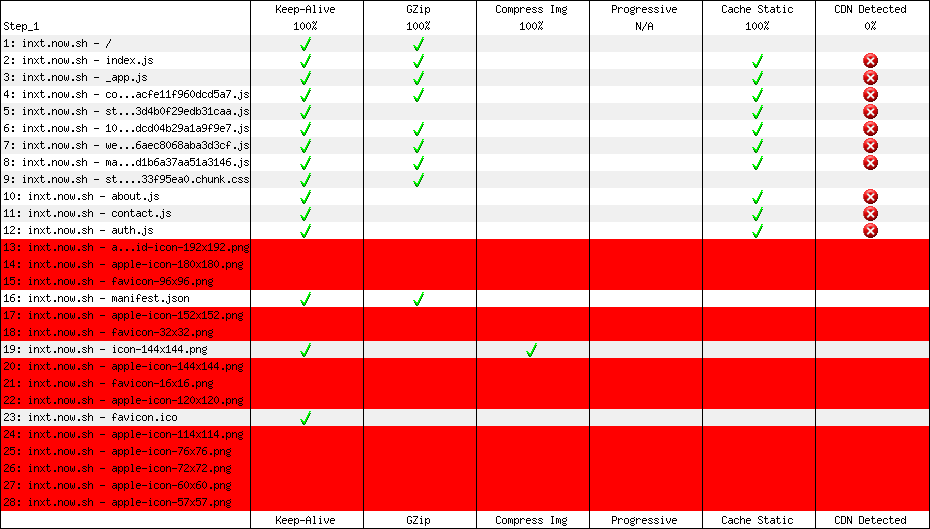 Keep-Alive GZip Compress Img Progressive Cache Static CDN Detected
Step_1 100% 100% 100% N/A 100% 0%
1: inxt.now.sh - /
2: inxt.now.sh - index.js
3: inxt.now.sh - _app.js
4: inxt.now.sh - co...acfe11f960dcd5a7.js
5: inxt.now.sh - st...3d4b0f29edb31caa.js
6: inxt.now.sh - 10...dcd04b29a1a9f9e7.js
7: inxt.now.sh - we...6aec8068aba3d3cf.js
8: inxt.now.sh - ma...d1b6a37aa51a3146.js
9: inxt.now.sh - st....33f95ea0.chunk.css
10: inxt.now.sh - about.js
11: inxt.now.sh - contact.js
12: inxt.now.sh - auth.js
13: inxt.now.sh - a...id-icon-192x192.png
14: inxt.now.sh - apple-icon-180x180.png
15: inxt.now.sh - favicon-96x96.png
16: inxt.now.sh - manifest.json
17: inxt.now.sh - apple-icon-152x152.png
18: inxt.now.sh - favicon-32x32.png
19: inxt.now.sh - icon-144x144.png
20: inxt.now.sh - apple-icon-144x144.png
21: inxt.now.sh - favicon-16x16.png
22: inxt.now.sh - apple-icon-120x120.png
23: inxt.now.sh - favicon.ico
24: inxt.now.sh - apple-icon-114x114.png
25: inxt.now.sh - apple-icon-76x76.png
26: inxt.now.sh - apple-icon-72x72.png
27: inxt.now.sh - apple-icon-60x60.png
28: inxt.now.sh - apple-icon-57x57.png
Keep-Alive GZip Compress Img Progressive Cache Static CDN Detected